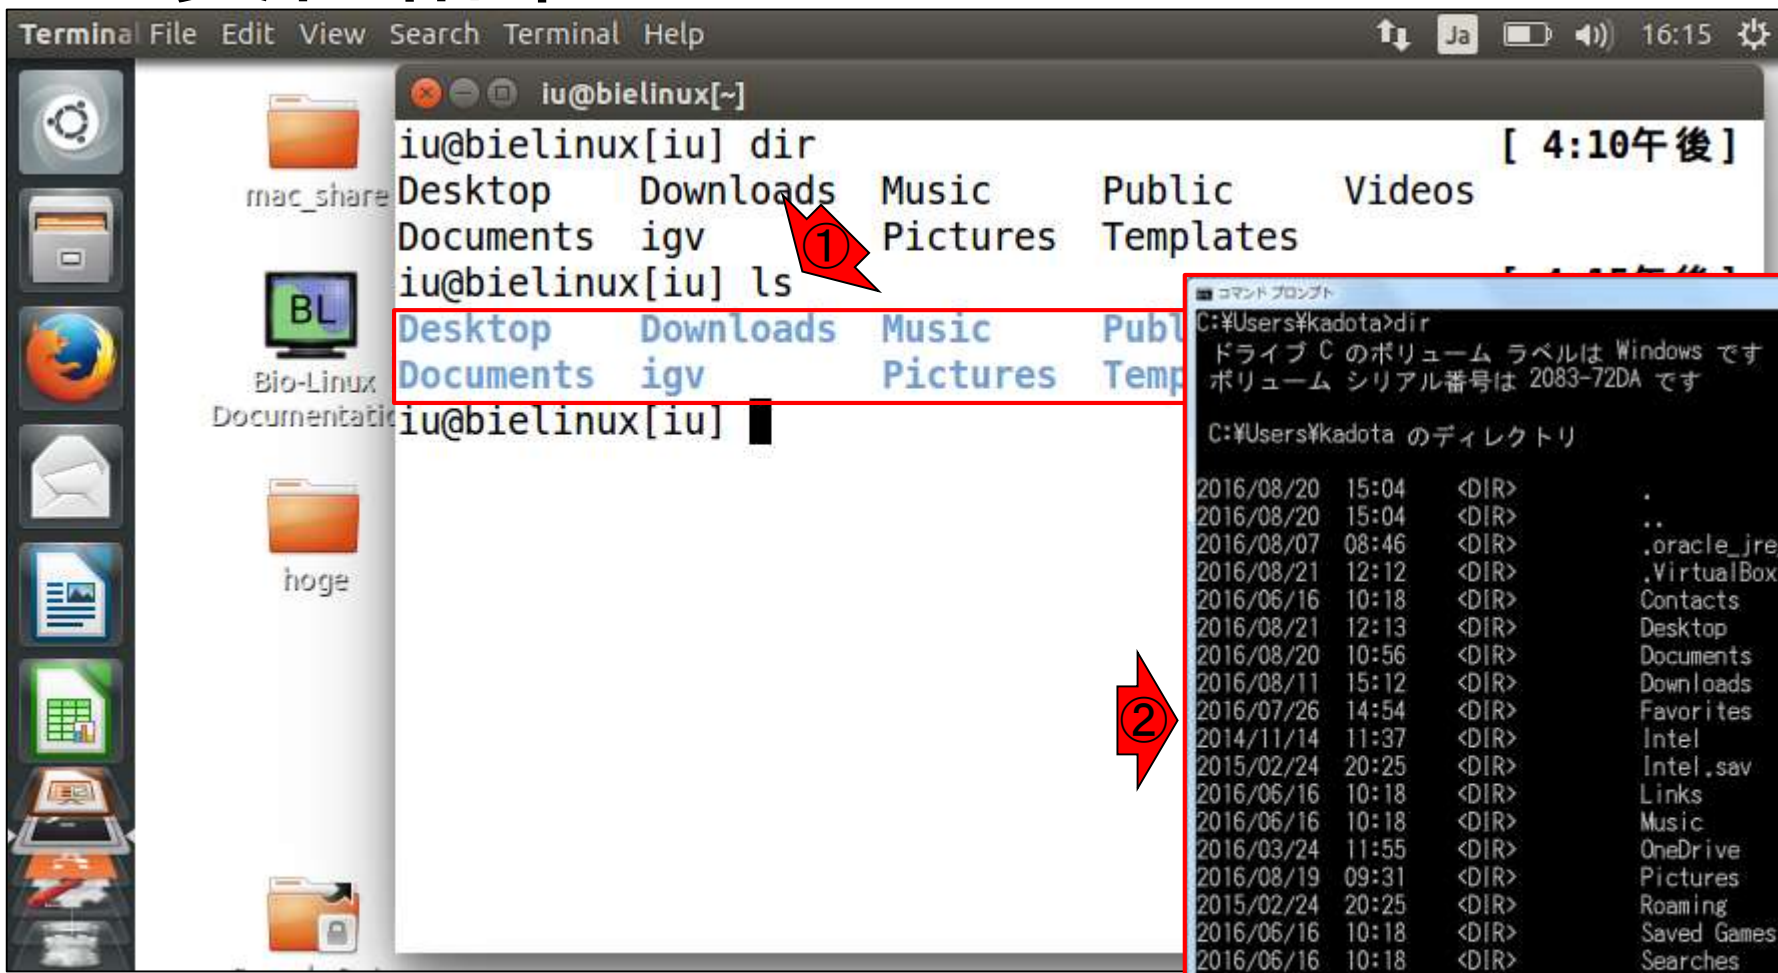 Terminal File Edit View Search Terminal Help
Ja 16:15
mac_share
BL
Bio-Linux
hoge
iu@bielinux[~]
iu@bielinux[iu] dir [ 4:10午後]
Desktop Downloads Music Public Videos
Documents igv Pictures Templates
iu@bielinux[iu] ls
Desktop Downloads Music Publ
Documents igv Pictures Temp
iu@bielinux[iu]
①
②
コマンド プロンプト
C:¥Users¥kadota>dir
ドライブ C のボリューム ラベルは Windows です
ボリューム シリアル番号は 2083-72DA です
C:¥Users¥kadota のディレクトリ
2016/08/20 15:04 <DIR> .
2016/08/20 15:04 <DIR> ..
2016/08/07 08:46 <DIR> .oracle_jre
2016/08/21 12:12 <DIR> .VirtualBox
2016/06/16 10:18 <DIR> Contacts
2016/08/21 12:13 <DIR> Desktop
2016/08/20 10:56 <DIR> Documents
2016/08/11 15:12 <DIR> Downloads
2016/07/26 14:54 <DIR> Favorites
2014/11/14 11:37 <DIR> Intel
2015/02/24 20:25 <DIR> Intel.sav
2016/06/16 10:18 <DIR> Links
2016/06/16 10:18 <DIR> Music
2016/03/24 11:55 <DIR> OneDrive
2016/08/19 09:31 <DIR> Pictures
2015/02/24 20:25 <DIR> Roaming
2016/06/16 10:18 <DIR> Saved Games
2016/06/16 10:18 <DIR> Searches